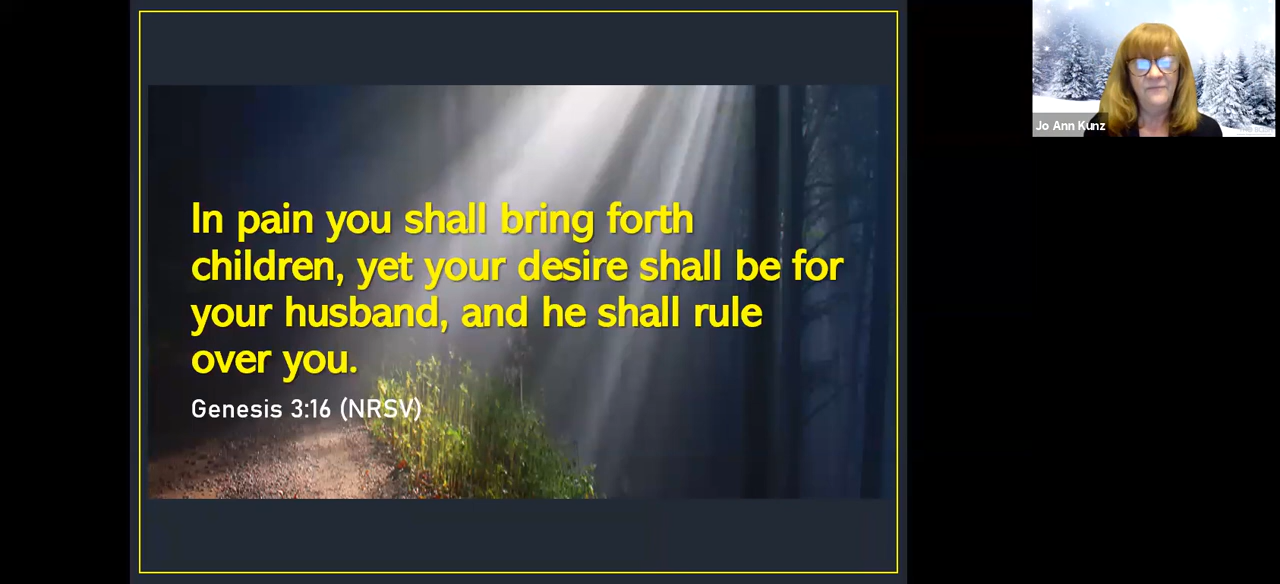 In pain you shall bring forth
children, yet your desire shall be for
your husband, and he shall rule
over you.
Genesis 3:16 (NRSV)
Jo Ann Kunz